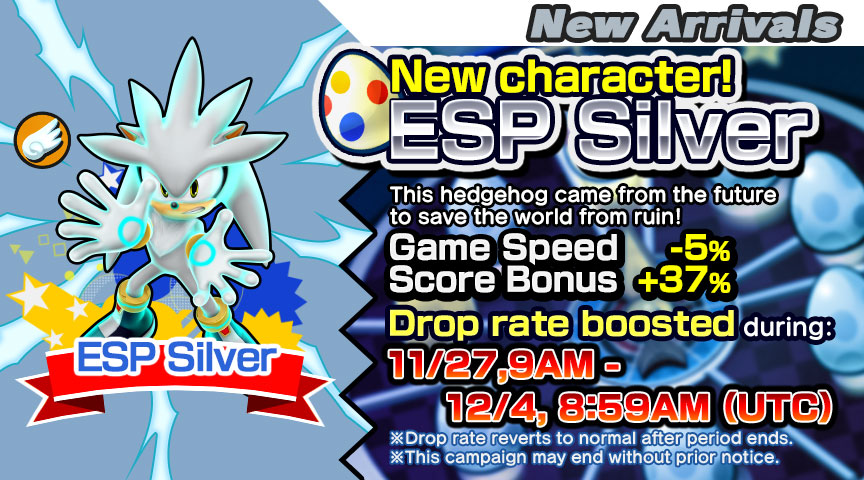 New Arrivals
New character!
ESP Silver
This hedgehog came from the future
to save the world from ruin!
Game Speed -5%
Score Bonus +37%
Drop rate boosted during:
11/27,9AM -
12/4, 8:59AM (UTC)
※Drop rate reverts to normal after period ends.
※This campaign may end without prior notice.
ESP Silver